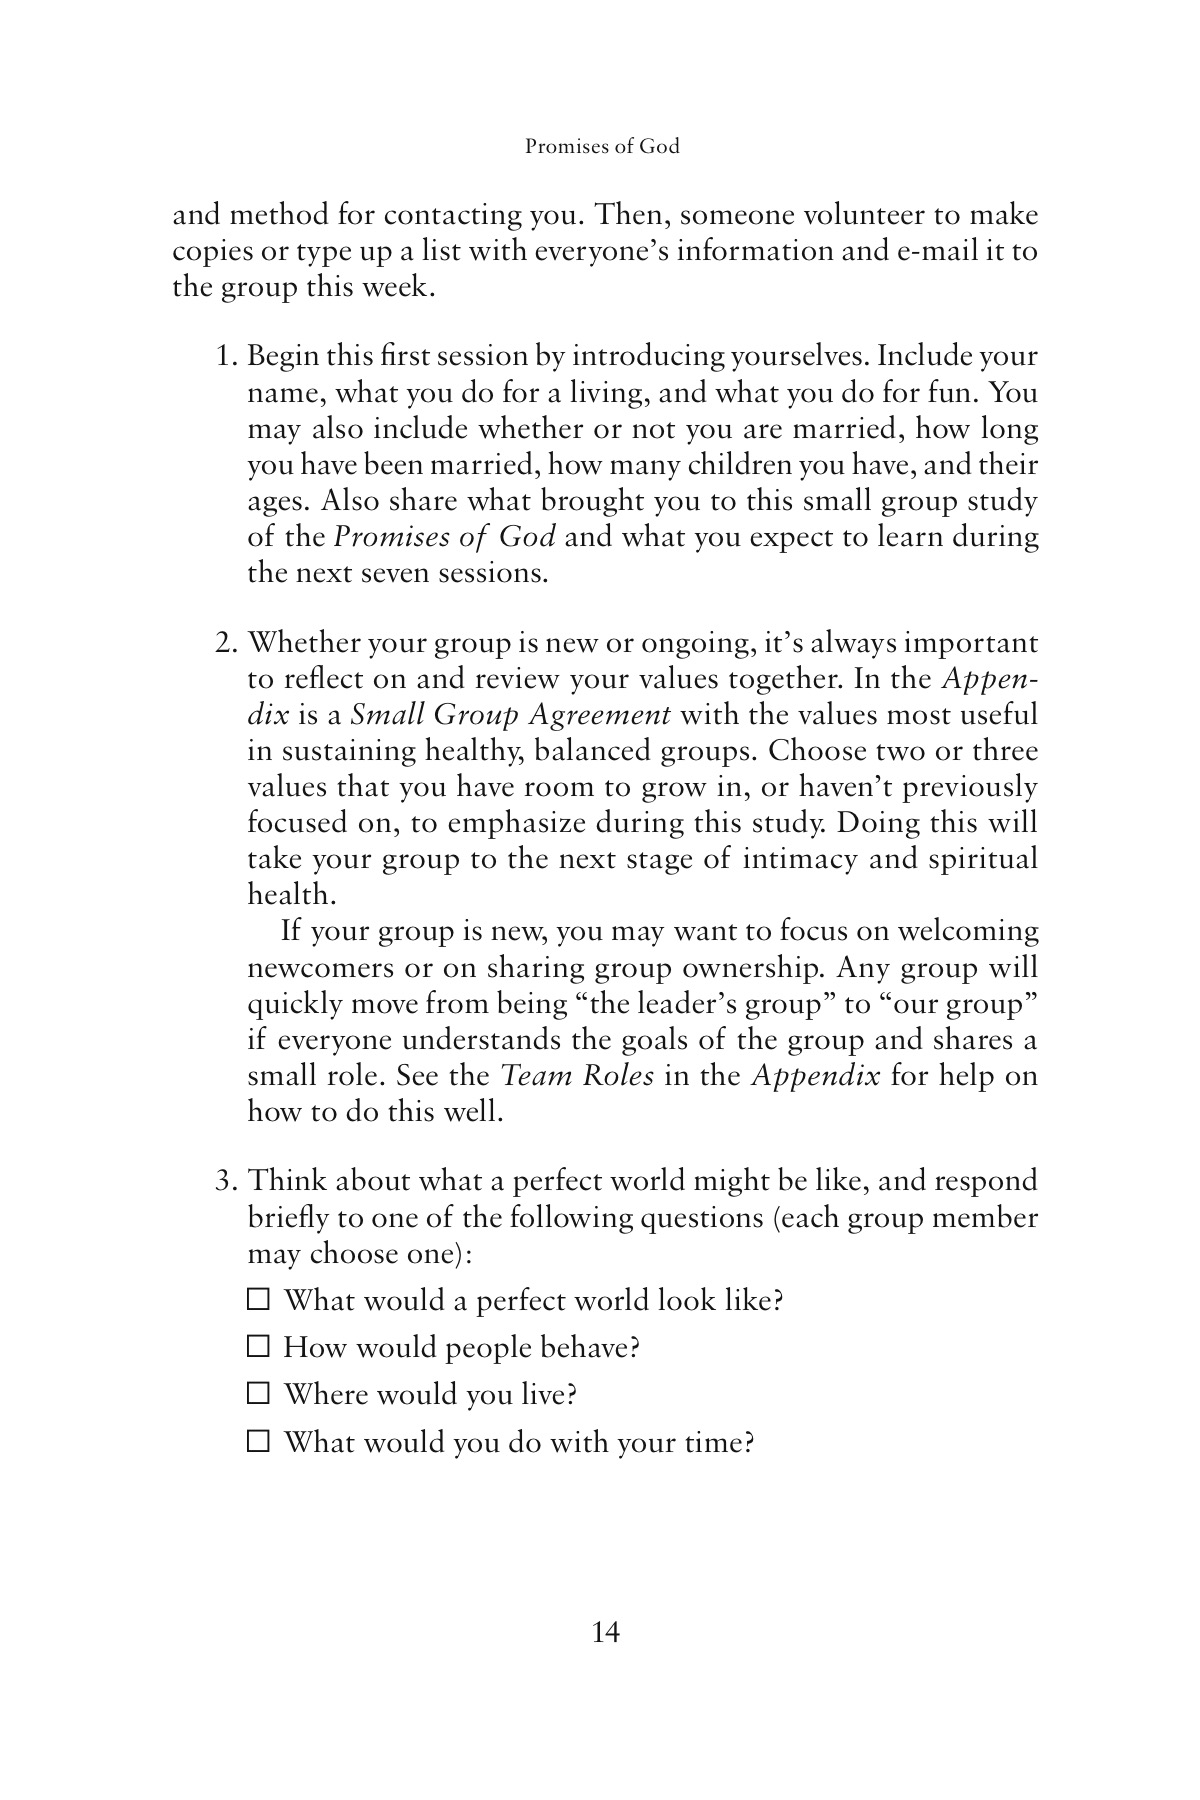 Promises of God
and method for contacting you. Then, someone volunteer to make
copies or type up a list with everyone’s information and e-mail it to
the group this week.
1. Begin this first session by introducing yourselves. Include your
name, what you do for a living, and what you do for fun. You
may also include whether or not you are married, how long
you have been married, how many children you have, and their
ages. Also share what brought you to this small group study
of the Promises of God and what you expect to learn during
the next seven sessions.
2. Whether your group is new or ongoing, it’s always important
to reflect on and review your values together. In the Appen-
dix is a Small Group Agreement with the values most useful
in sustaining healthy, balanced groups. Choose two or three
values that you have room to grow in, or haven’t previously
focused on, to emphasize during this study. Doing this will
take your group to the next stage of intimacy and spiritual
health.
If your group is new, you may want to focus on welcoming
newcomers or on sharing group ownership. Any group will
quickly move from being “the leader’s group” to “our group”
if everyone understands the goals of the group and shares a
small role. See the Team Roles in the Appendix for help on
how to do this well.
3. Think about what a perfect world might be like, and respond
briefly to one of the following questions (each group member
may choose one):
☐ What would a perfect world look like?
☐ How would people behave?
☐ Where would you live?
☐ What would you do with your time?
14